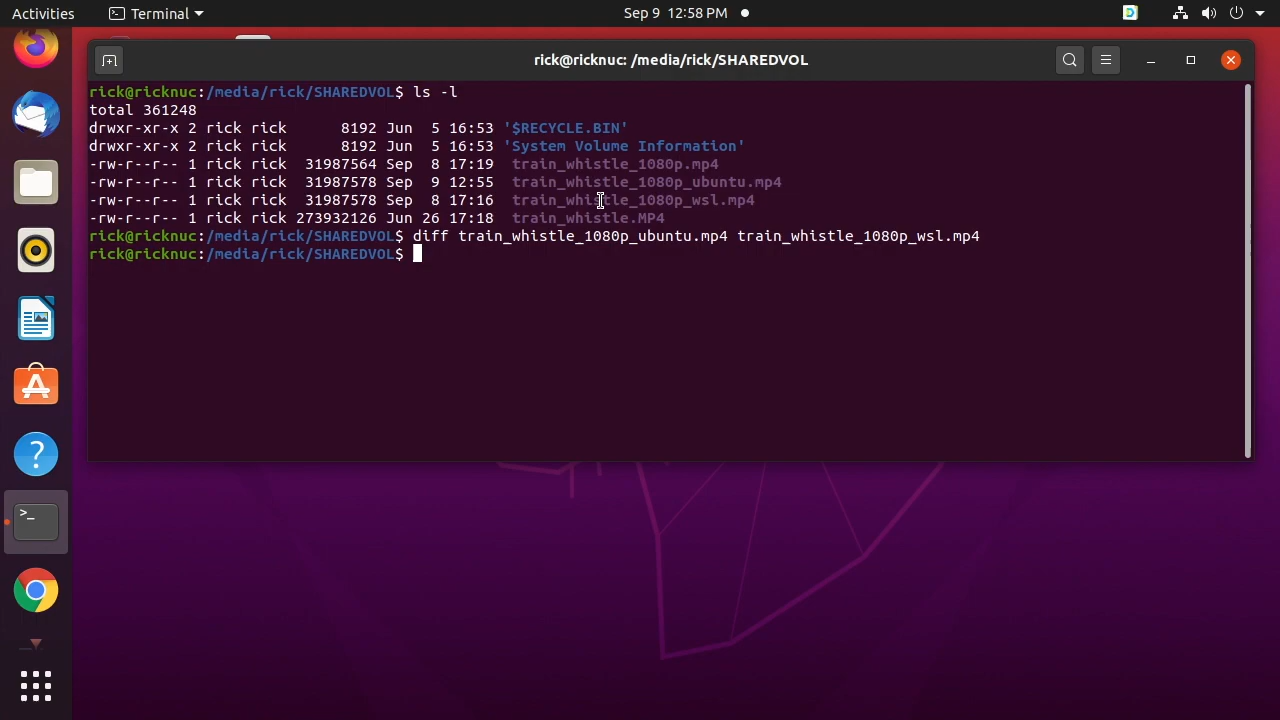 Activities Terminal Sep 9 12:58 PM
rick@ricknuc: /media/rick/SHAREDVOL
rick@ricknuc:/media/rick/SHAREDVOL$ ls -l
total 361248
drwxr-xr-x 2 rick rick      8192 Jun  5 16:53 '$RECYCLE.BIN'
drwxr-xr-x 2 rick rick      8192 Jun  5 16:53 'System Volume Information'
-rw-r--r-- 1 rick rick  31987564 Sep  8 17:19  train_whistle_1080p.mp4
-rw-r--r-- 1 rick rick  31987578 Sep  9 12:55  train_whistle_1080p_ubuntu.mp4
-rw-r--r-- 1 rick rick  31987578 Sep  8 17:16  train_whistle_1080p_wsl.mp4
-rw-r--r-- 1 rick rick 273932126 Jun 26 17:18  train_whistle.MP4
rick@ricknuc:/media/rick/SHAREDVOL$ diff train_whistle_1080p_ubuntu.mp4 train_whistle_1080p_wsl.mp4
rick@ricknuc:/media/rick/SHAREDVOL$